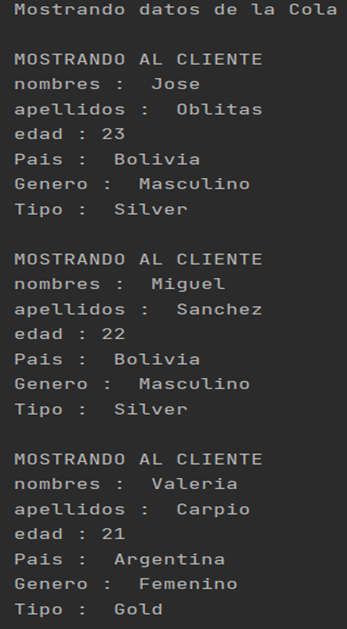 Mostrando datos de la Cola
MOSTRANDO AL CLIENTE
nombres :  Jose
apellidos :  Oblitas
edad : 23
Pais :  Bolivia
Genero :  Masculino
Tipo :  Silver
MOSTRANDO AL CLIENTE
nombres :  Miguel
apellidos :  Sanchez
edad : 22
Pais :  Bolivia
Genero :  Masculino
Tipo :  Silver
MOSTRANDO AL CLIENTE
nombres :  Valeria
apellidos :  Carpio
edad : 21
Pais :  Argentina
Genero :  Femenino
Tipo :  Gold